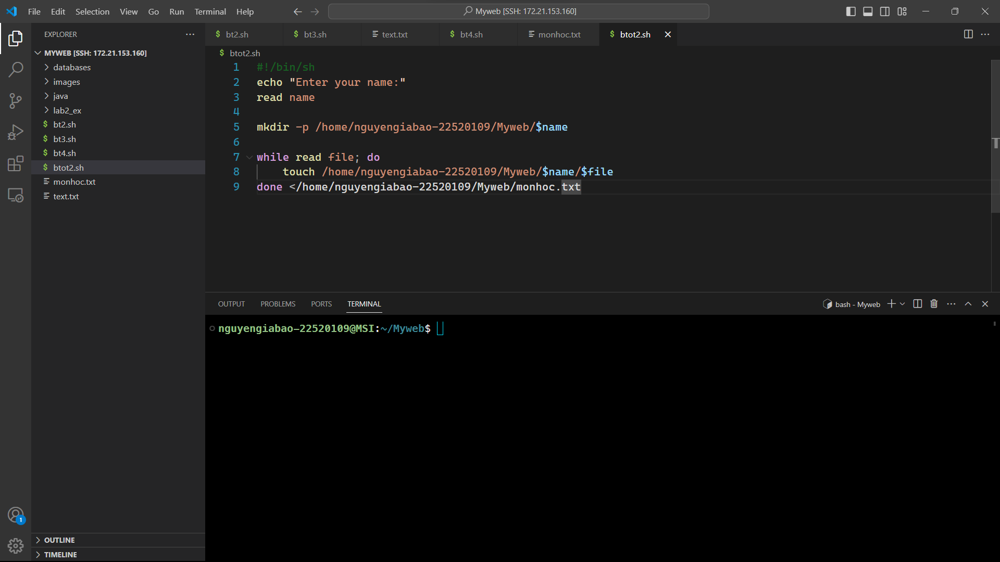 File Edit Selection View Go Run Terminal Help
Myweb [SSH: 172.21.153.160]
EXPLORER
MYWEB [SSH: 172.21.153.160]
databases
images
java
lab2_ex
$ bt2.sh
$ bt3.sh
$ bt4.sh
$ btot2.sh
monhoc.txt
text.txt
OUTLINE
TIMELINE
1
$ bt2.sh $ bt3.sh text.txt $ bt4.sh monhoc.txt $ btot2.sh
$ btot2.sh
1 #!/bin/sh
2 echo "Enter your name:"
3 read name
4
5 mkdir -p /home/nguyengiabao-22520109/Myweb/$name
6
7 while read file; do
8     touch /home/nguyengiabao-22520109/Myweb/$name/$file
9 done </home/nguyengiabao-22520109/Myweb/monhoc.txt
OUTPUT PROBLEMS PORTS TERMINAL
bash - Myweb
nguyengiabao-22520109@MSI:~/Myweb$